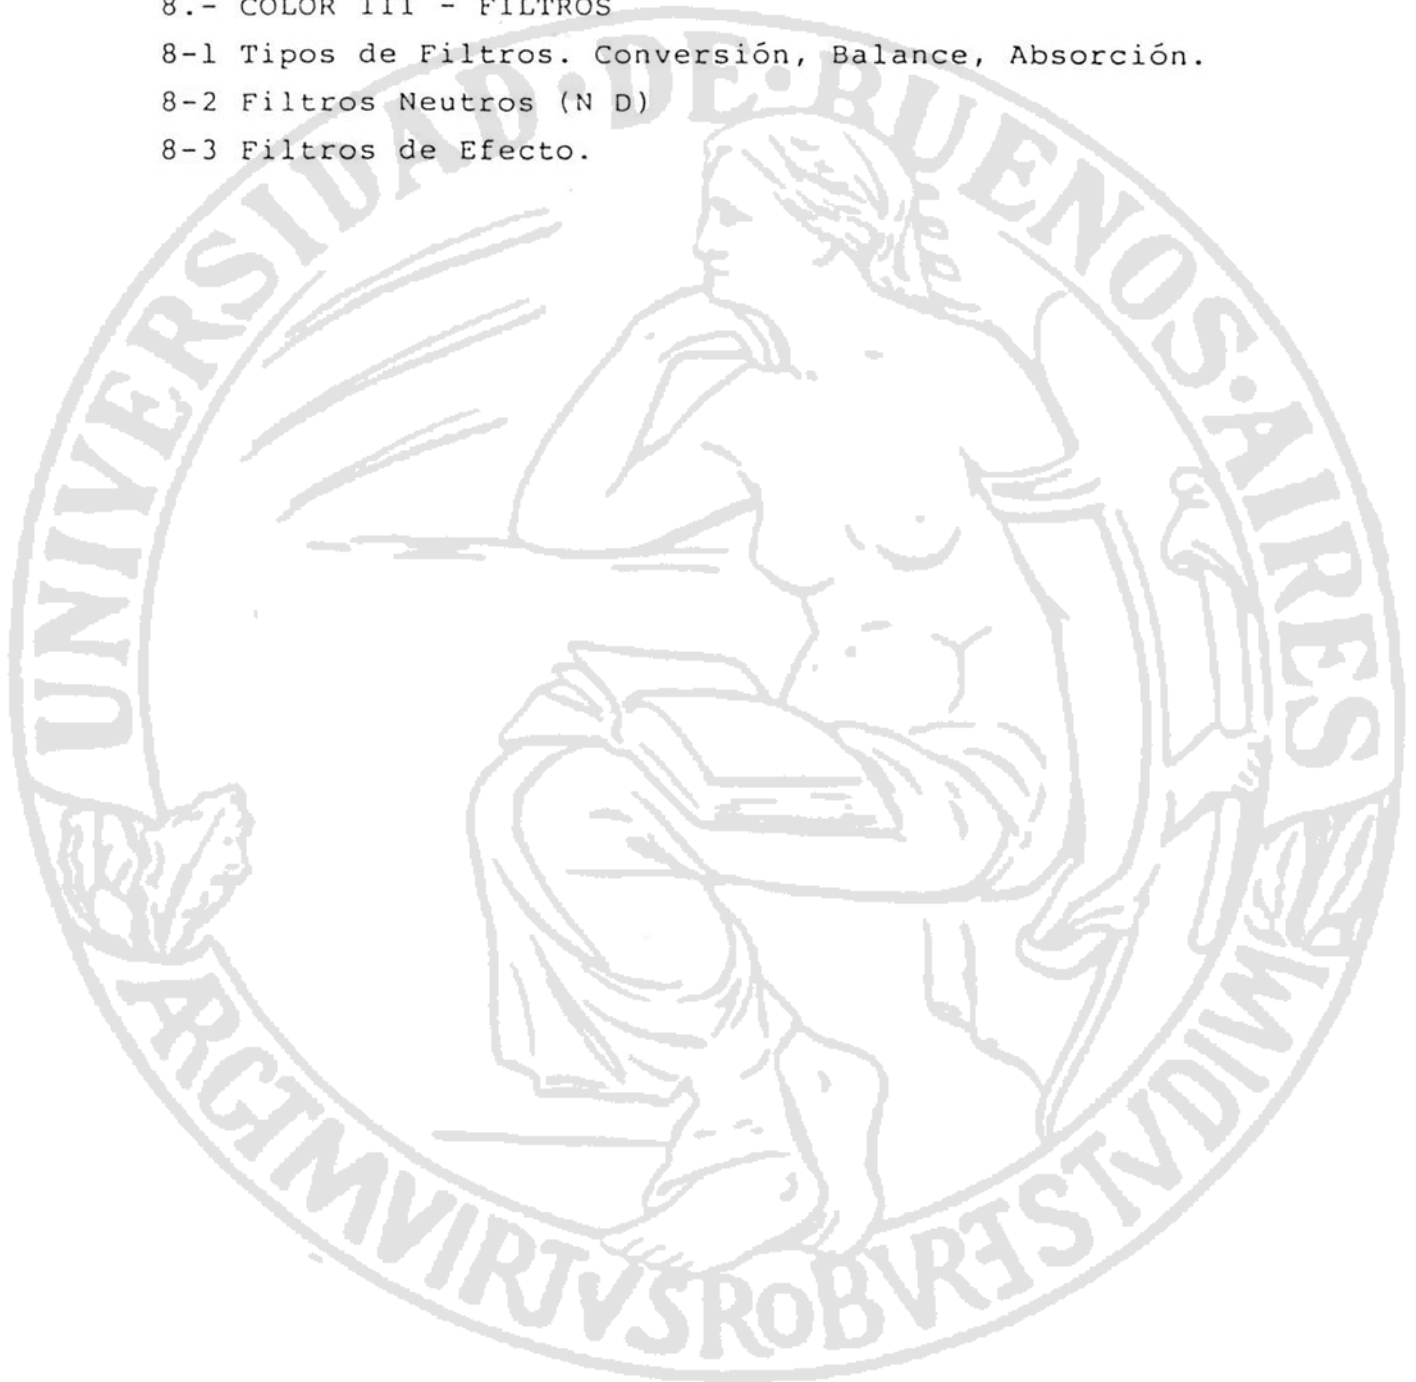 8.- COLOR III - FILTROS
8-1 Tipos de Filtros. Conversión, Balance, Absorción.
8-2 Filtros Neutros (N D)
8-3 Filtros de Efecto.
UNIVERSIDAD·DE·BUENOS·AIRES
ARGTMVIRTVSROBVRETSTVDIVM